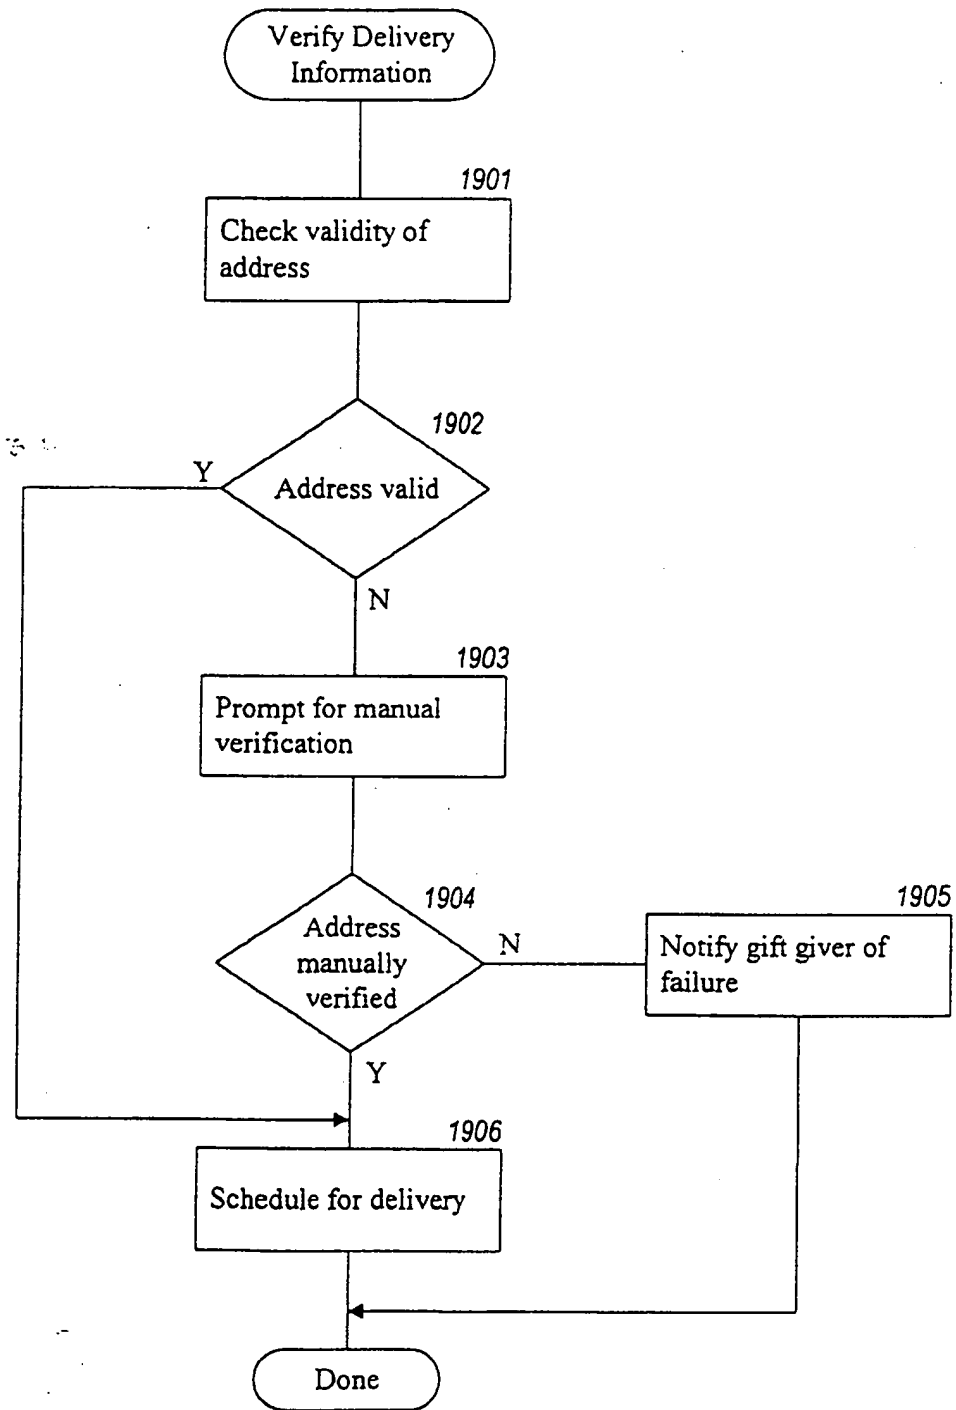 Verify Delivery
Information
1901
Check validity of
address
1902
Y
Address valid
N
1903
Prompt for manual
verification
1904
Address
manually
verified
N
1905
Notify gift giver of
failure
Y
1906
Schedule for delivery
Done